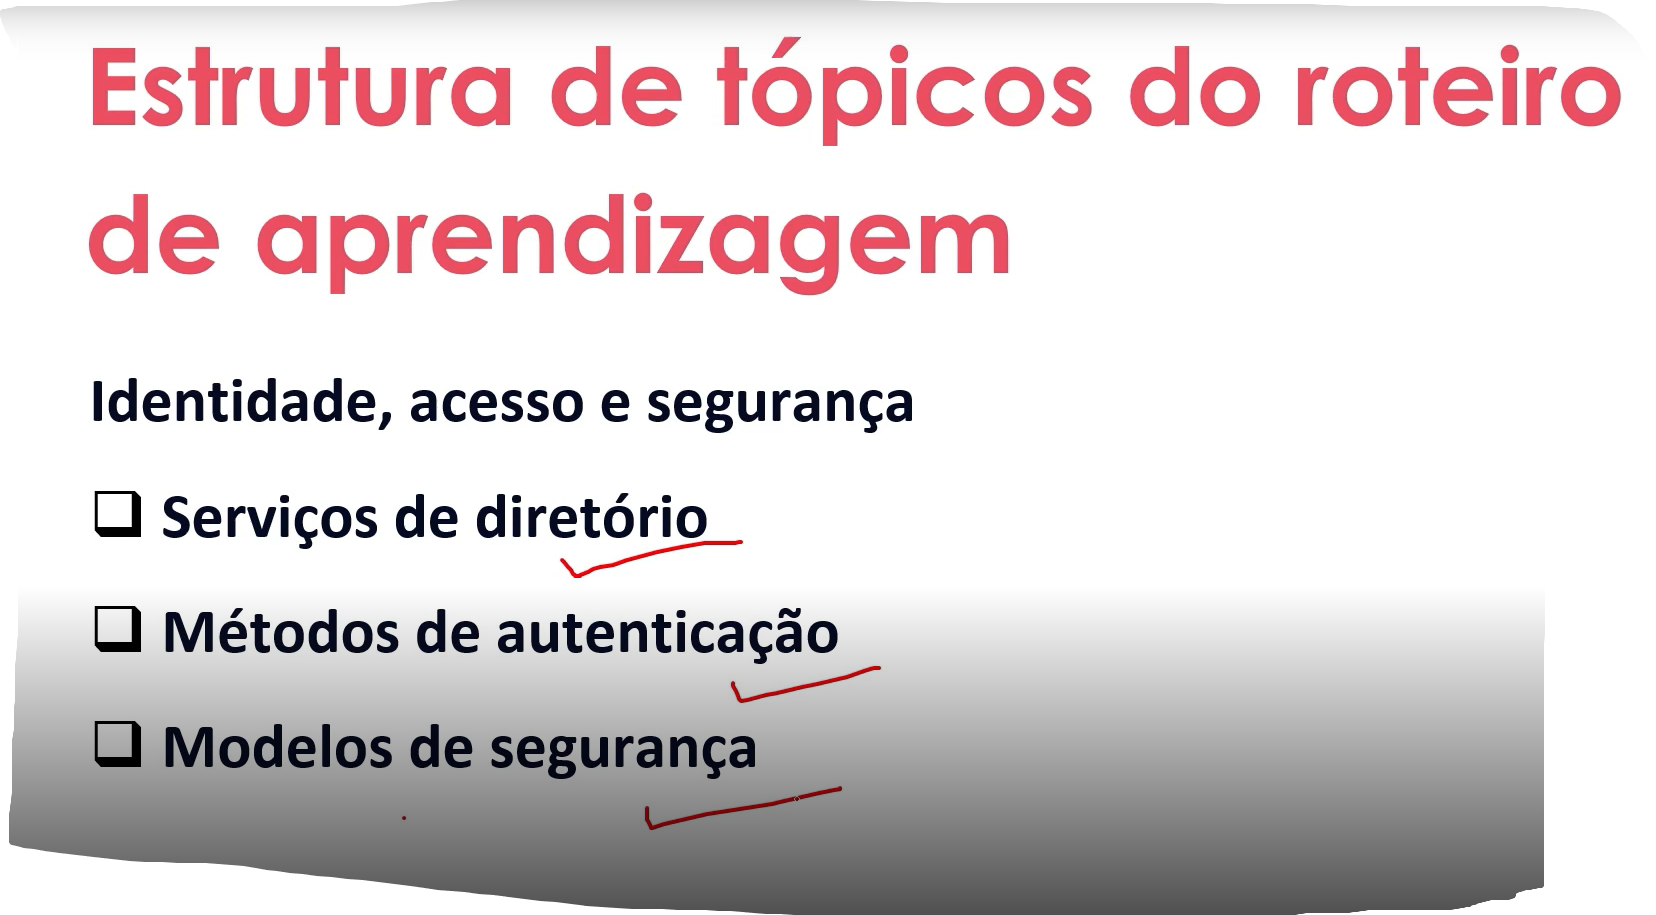 Estrutura de tópicos do roteiro
de aprendizagem
Identidade, acesso e segurança
Serviços de diretório
Métodos de autenticação
Modelos de segurança